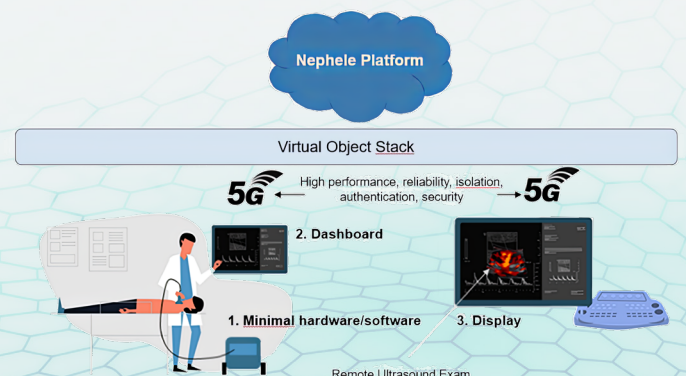 Nephele Platform
Virtual Object Stack
5G
High performance, reliability, isolation,
authentication, security
5G
2. Dashboard
1. Minimal hardware/software
3. Display
Remote Ultrasound Exam